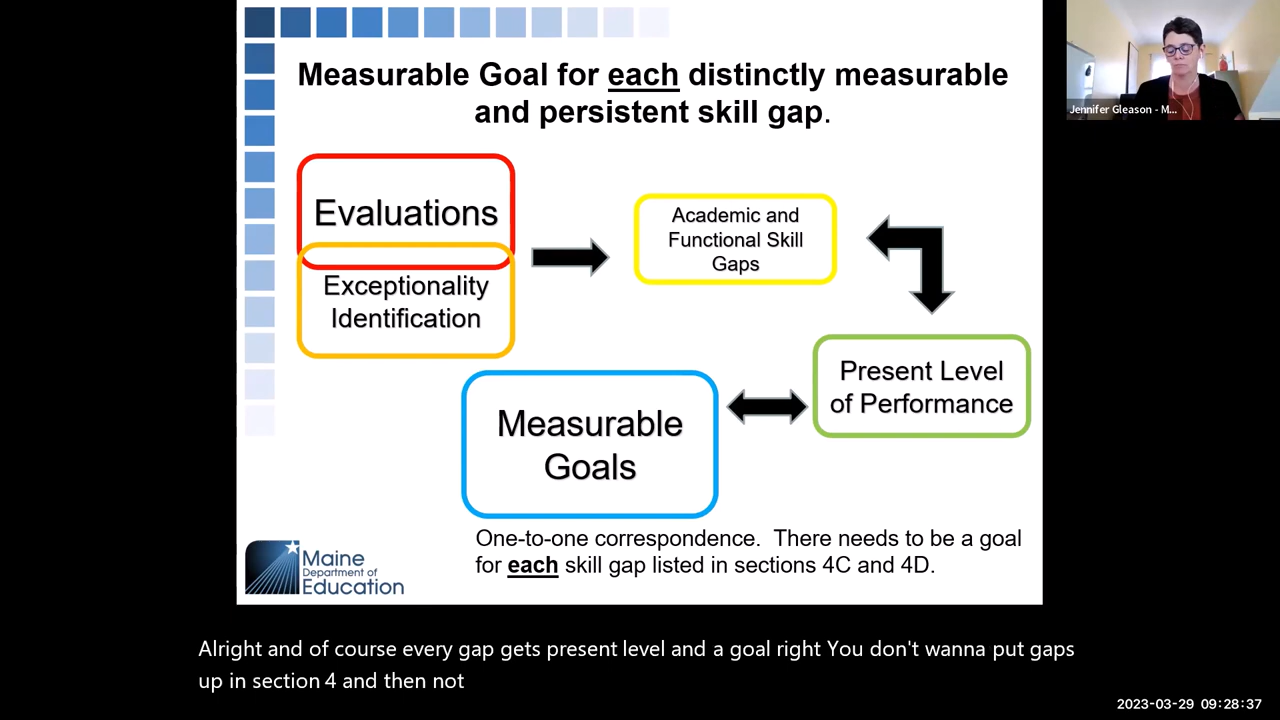 Measurable Goal for each distinctly measurable
and persistent skill gap.
Jennifer Gleason - M...
Evaluations
Exceptionality
Identification
Academic and
Functional Skill
Gaps
Present Level
of Performance
Measurable
Goals
One-to-one correspondence. There needs to be a goal
for each skill gap listed in sections 4C and 4D.
Maine
Department of
Education
Alright and of course every gap gets present level and a goal right You don't wanna put gaps
up in section 4 and then not
2023-03-29 09:28:37